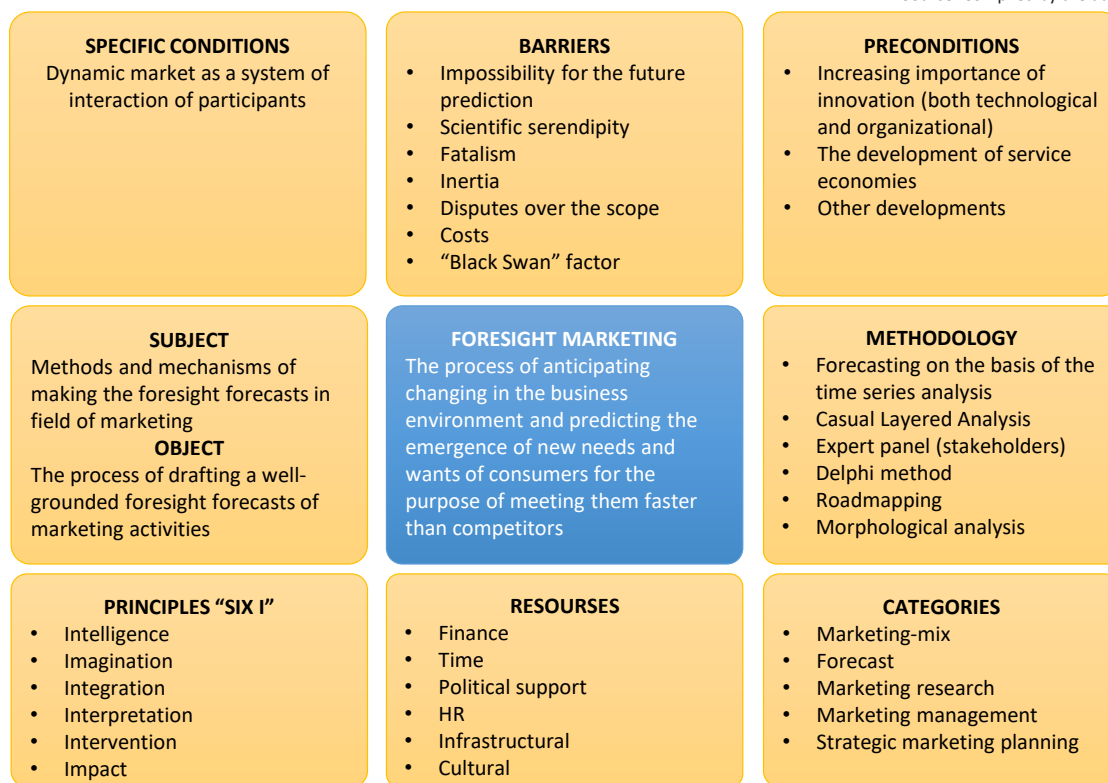 SPECIFIC CONDITIONS
Dynamic market as a system of
interaction of participants
BARRIERS
• Impossibility for the future
prediction
• Scientific serendipity
• Fatalism
• Inertia
• Disputes over the scope
• Costs
• “Black Swan” factor
PRECONDITIONS
• Increasing importance of
innovation (both technological
and organizational)
• The development of service
economies
• Other developments
SUBJECT
Methods and mechanisms of
making the foresight forecasts in
field of marketing
OBJECT
The process of drafting a well-
grounded foresight forecasts of
marketing activities
FORESIGHT MARKETING
The process of anticipating
changing in the business
environment and predicting the
emergence of new needs and
wants of consumers for the
purpose of meeting them faster
than competitors
METHODOLOGY
• Forecasting on the basis of the
time series analysis
• Casual Layered Analysis
• Expert panel (stakeholders)
• Delphi method
• Roadmapping
• Morphological analysis
PRINCIPLES “SIX I”
• Intelligence
• Imagination
• Integration
• Interpretation
• Intervention
• Impact
RESOURSES
• Finance
• Time
• Political support
• HR
• Infrastructural
• Cultural
CATEGORIES
• Marketing-mix
• Forecast
• Marketing research
• Marketing management
• Strategic marketing planning